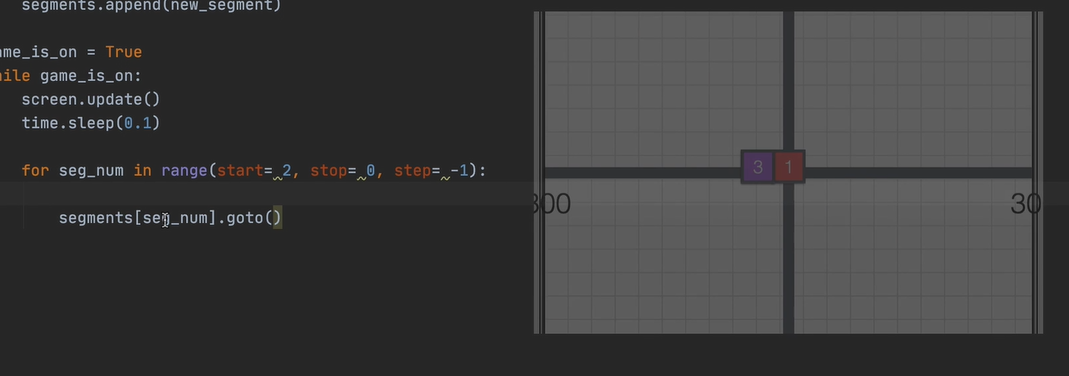 segments.append(new_segment)
ame_is_on = True
ile game_is_on:
screen.update()
time.sleep(0.1)
for seg_num in range(start= 2, stop= 0, step= -1):
segments[seg_num].goto()
3 1
300 30